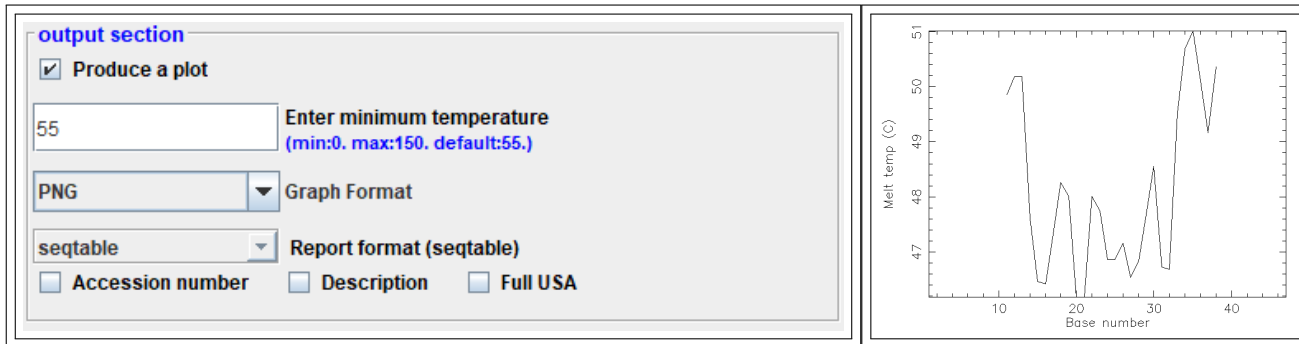 output section
Produce a plot
55
Enter minimum temperature
(min:0. max:150. default:55.)
PNG
Graph Format
seqtable
Report format (seqtable)
Accession number Description Full USA
Melt temp (C)
51
50
49
48
47
10 20 30 40
Base number